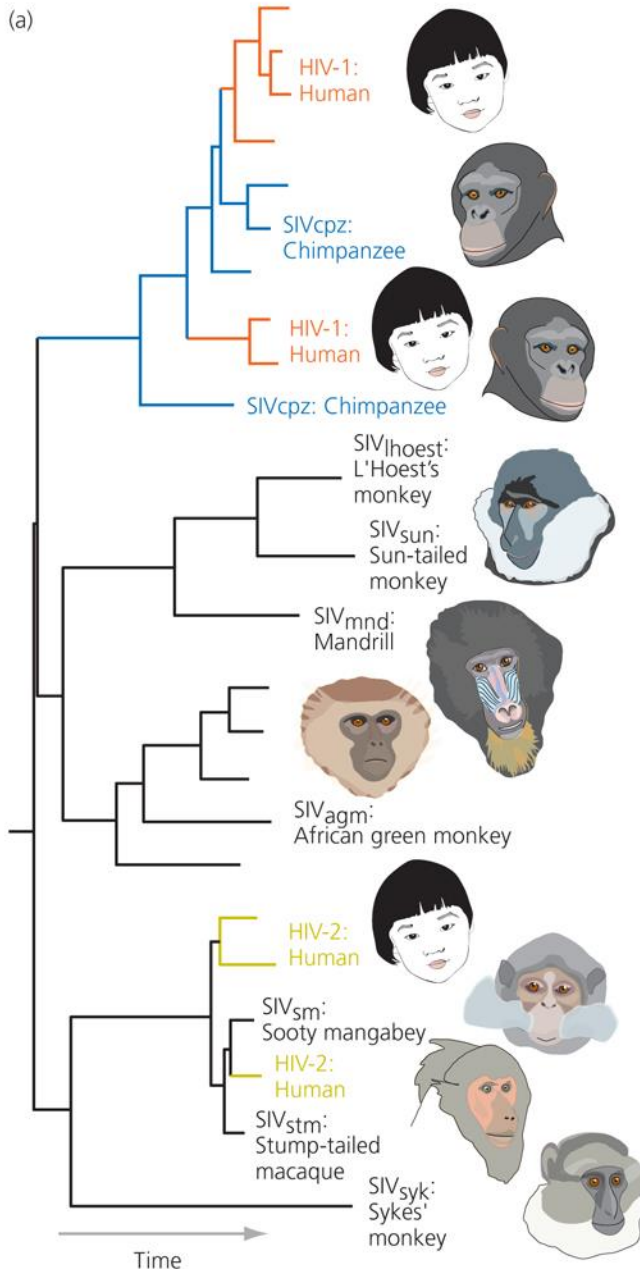 (a)
HIV-1:
Human
SIVcpz:
Chimpanzee
HIV-1:
Human
SIVcpz: Chimpanzee
SIVlhoest:
L'Hoest's
monkey
SIVsun:
Sun-tailed
monkey
SIVmnd:
Mandrill
SIVagm:
African green monkey
HIV-2:
Human
SIVsm:
Sooty mangabey
HIV-2:
Human
SIVstm:
Stump-tailed
macaque
SIVsyk:
Sykes'
monkey
Time